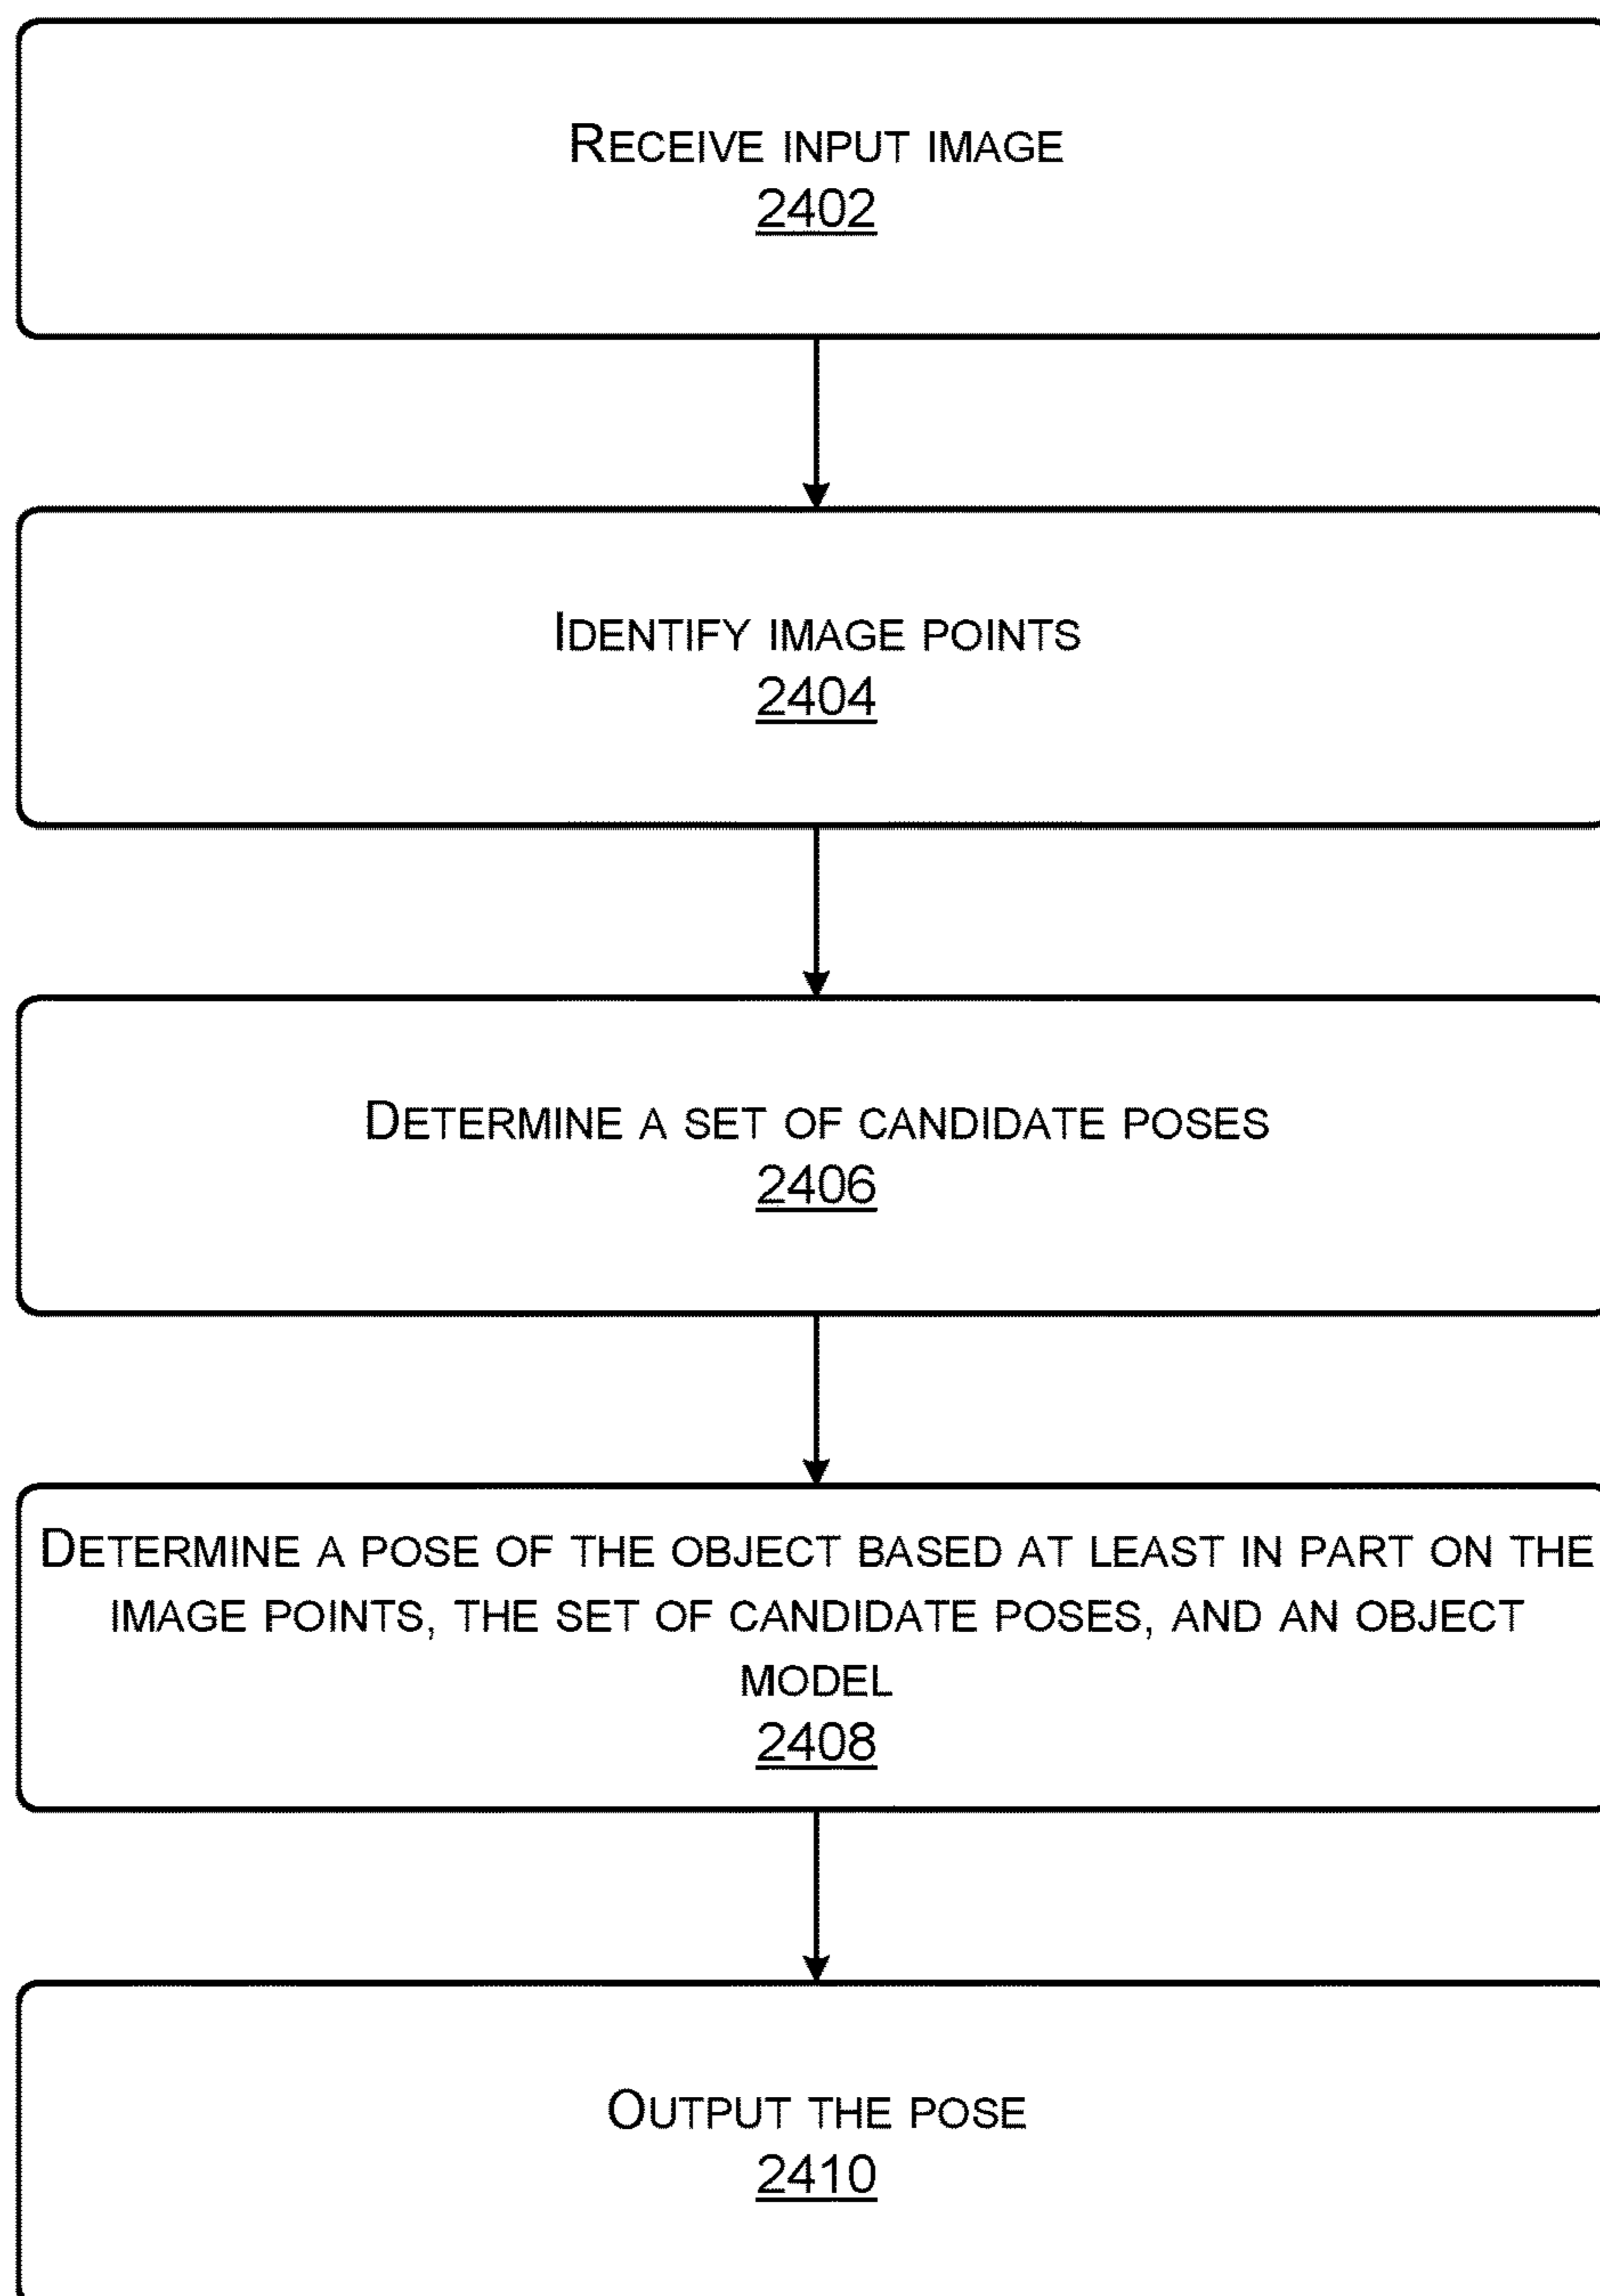 RECEIVE INPUT IMAGE
2402
IDENTIFY IMAGE POINTS
2404
DETERMINE A SET OF CANDIDATE POSES
2406
DETERMINE A POSE OF THE OBJECT BASED AT LEAST IN PART ON THE
IMAGE POINTS, THE SET OF CANDIDATE POSES, AND AN OBJECT
MODEL
2408
OUTPUT THE POSE
2410